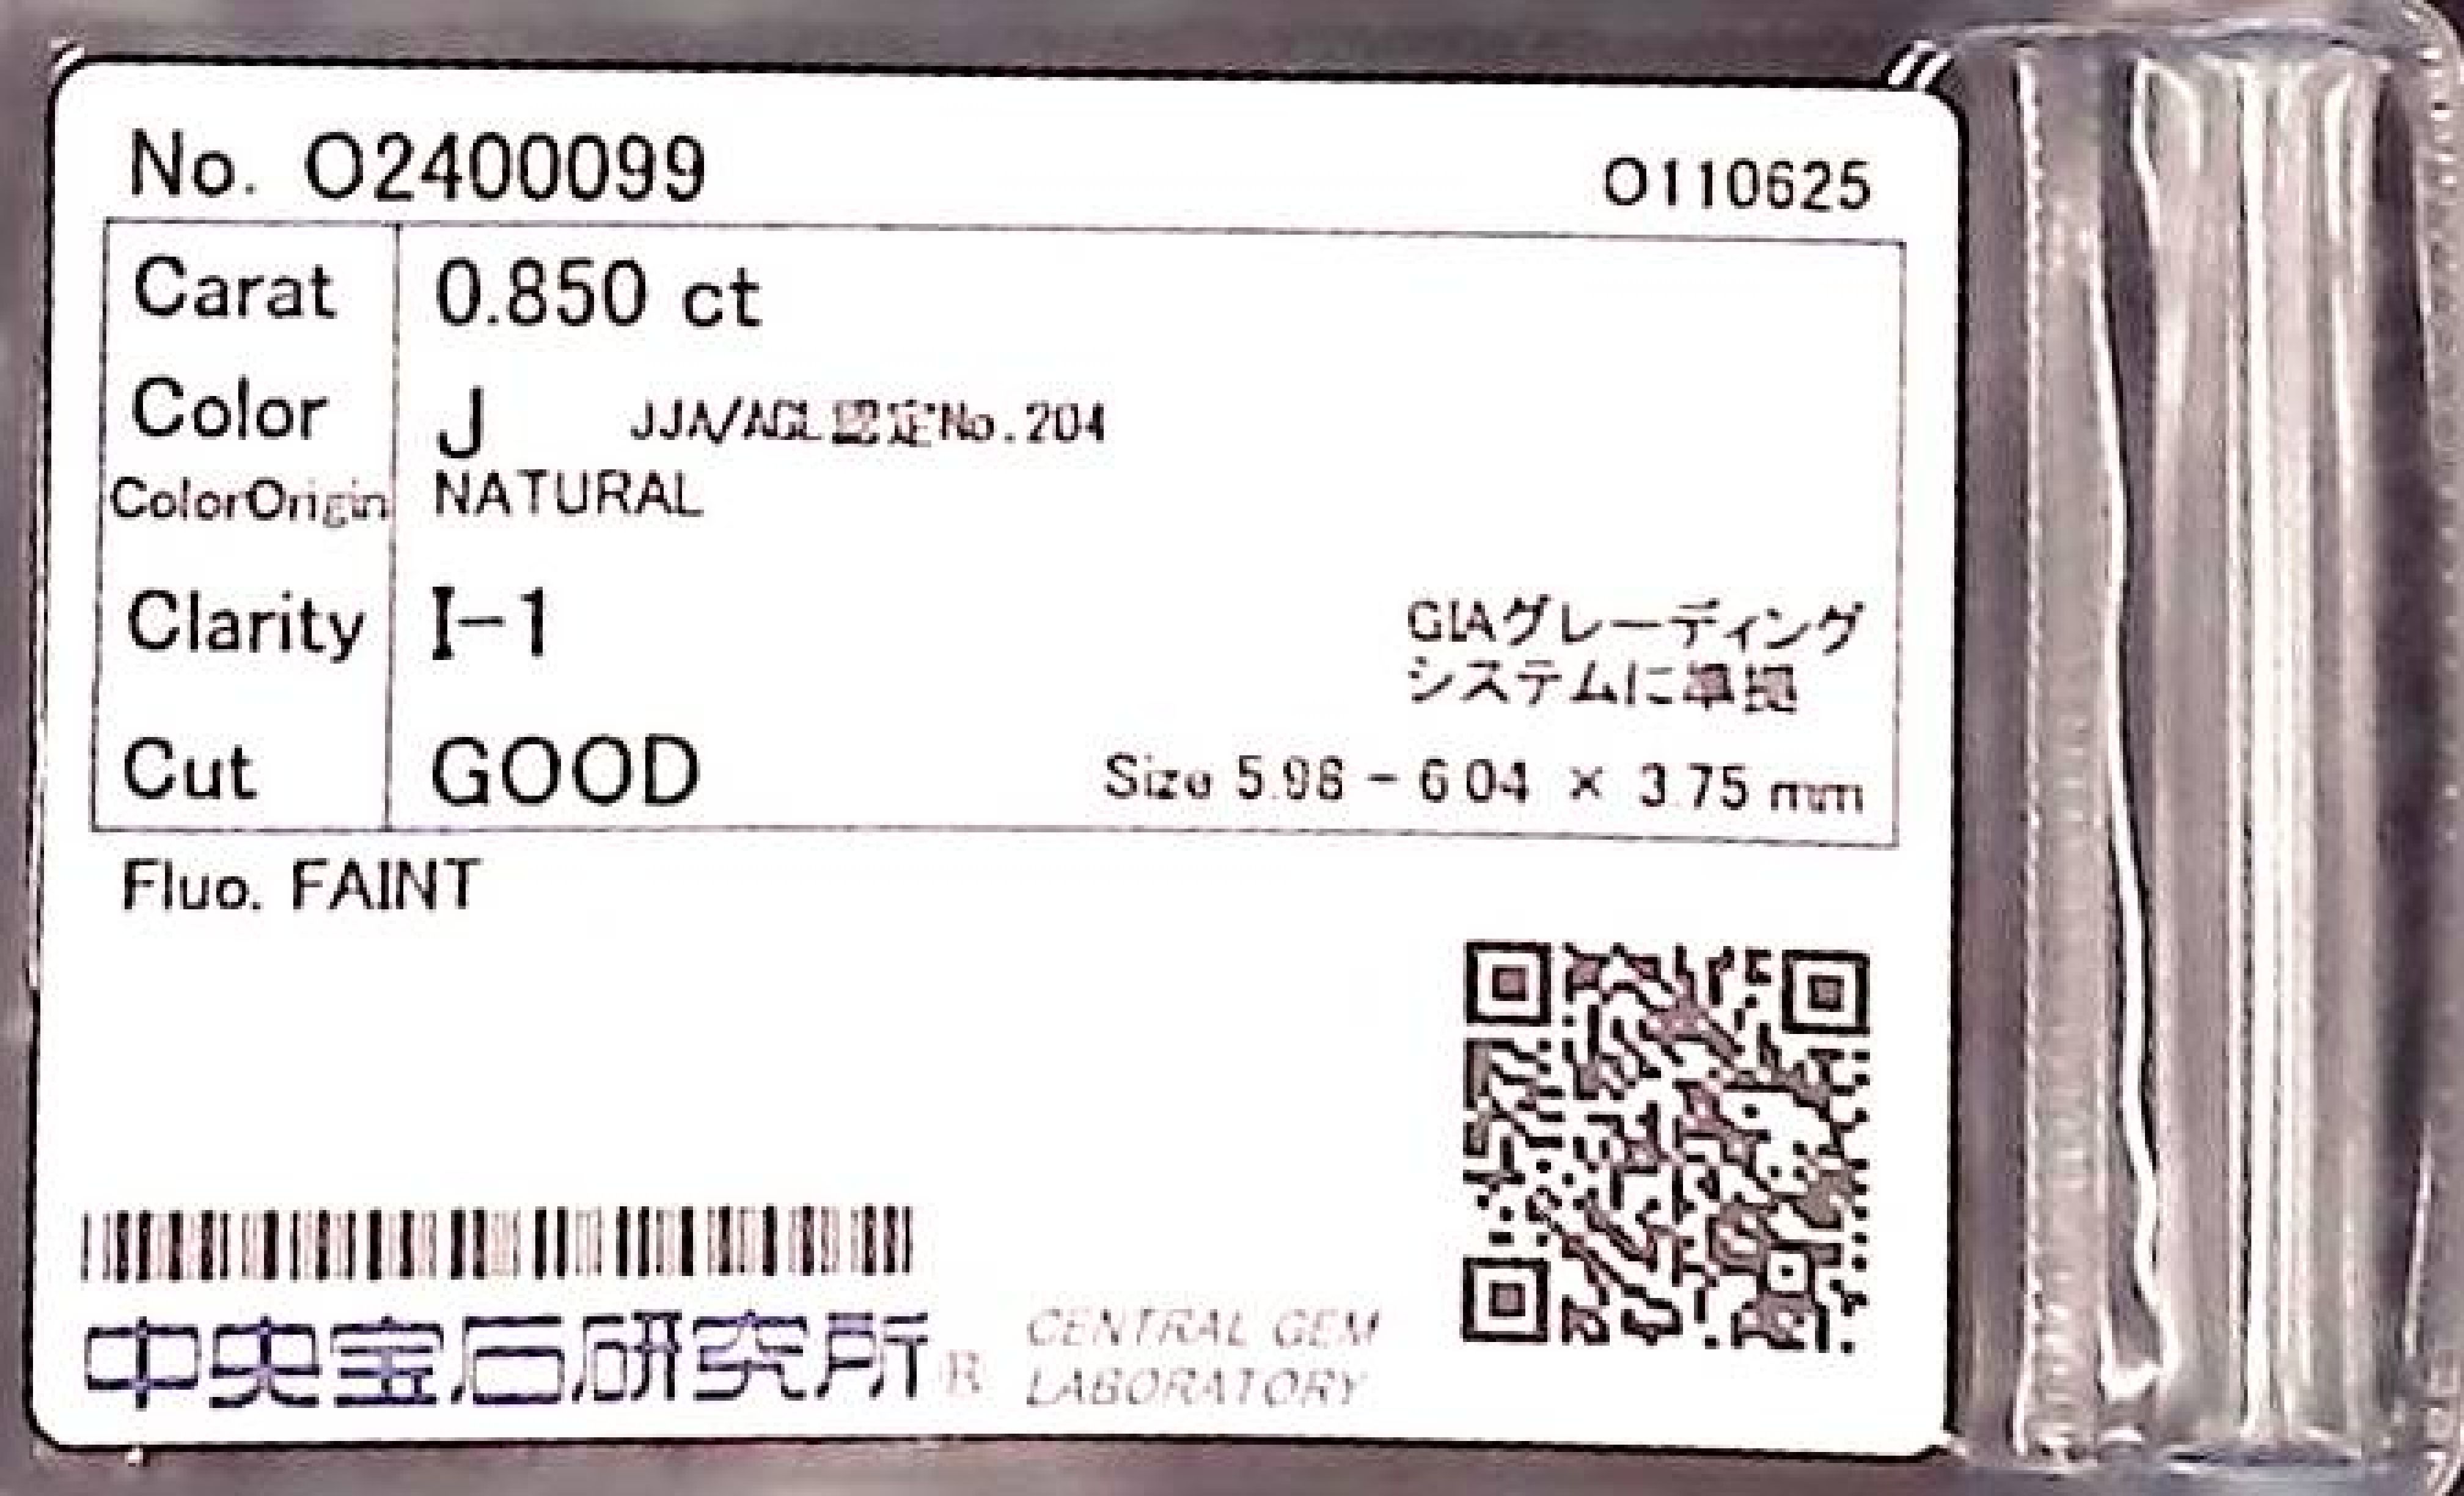 No. O2400099
O110625
Carat 0.850 ct
Color J JJA/AGL認定No.204
ColorOrigin NATURAL
Clarity I-1
GIAグレーディング
システムに準拠
Cut GOOD
Size 5.98 - 6.04 × 3.75 mm
Fluo. FAINT
中央宝石研究所®
CENTRAL GEM
LABORATORY